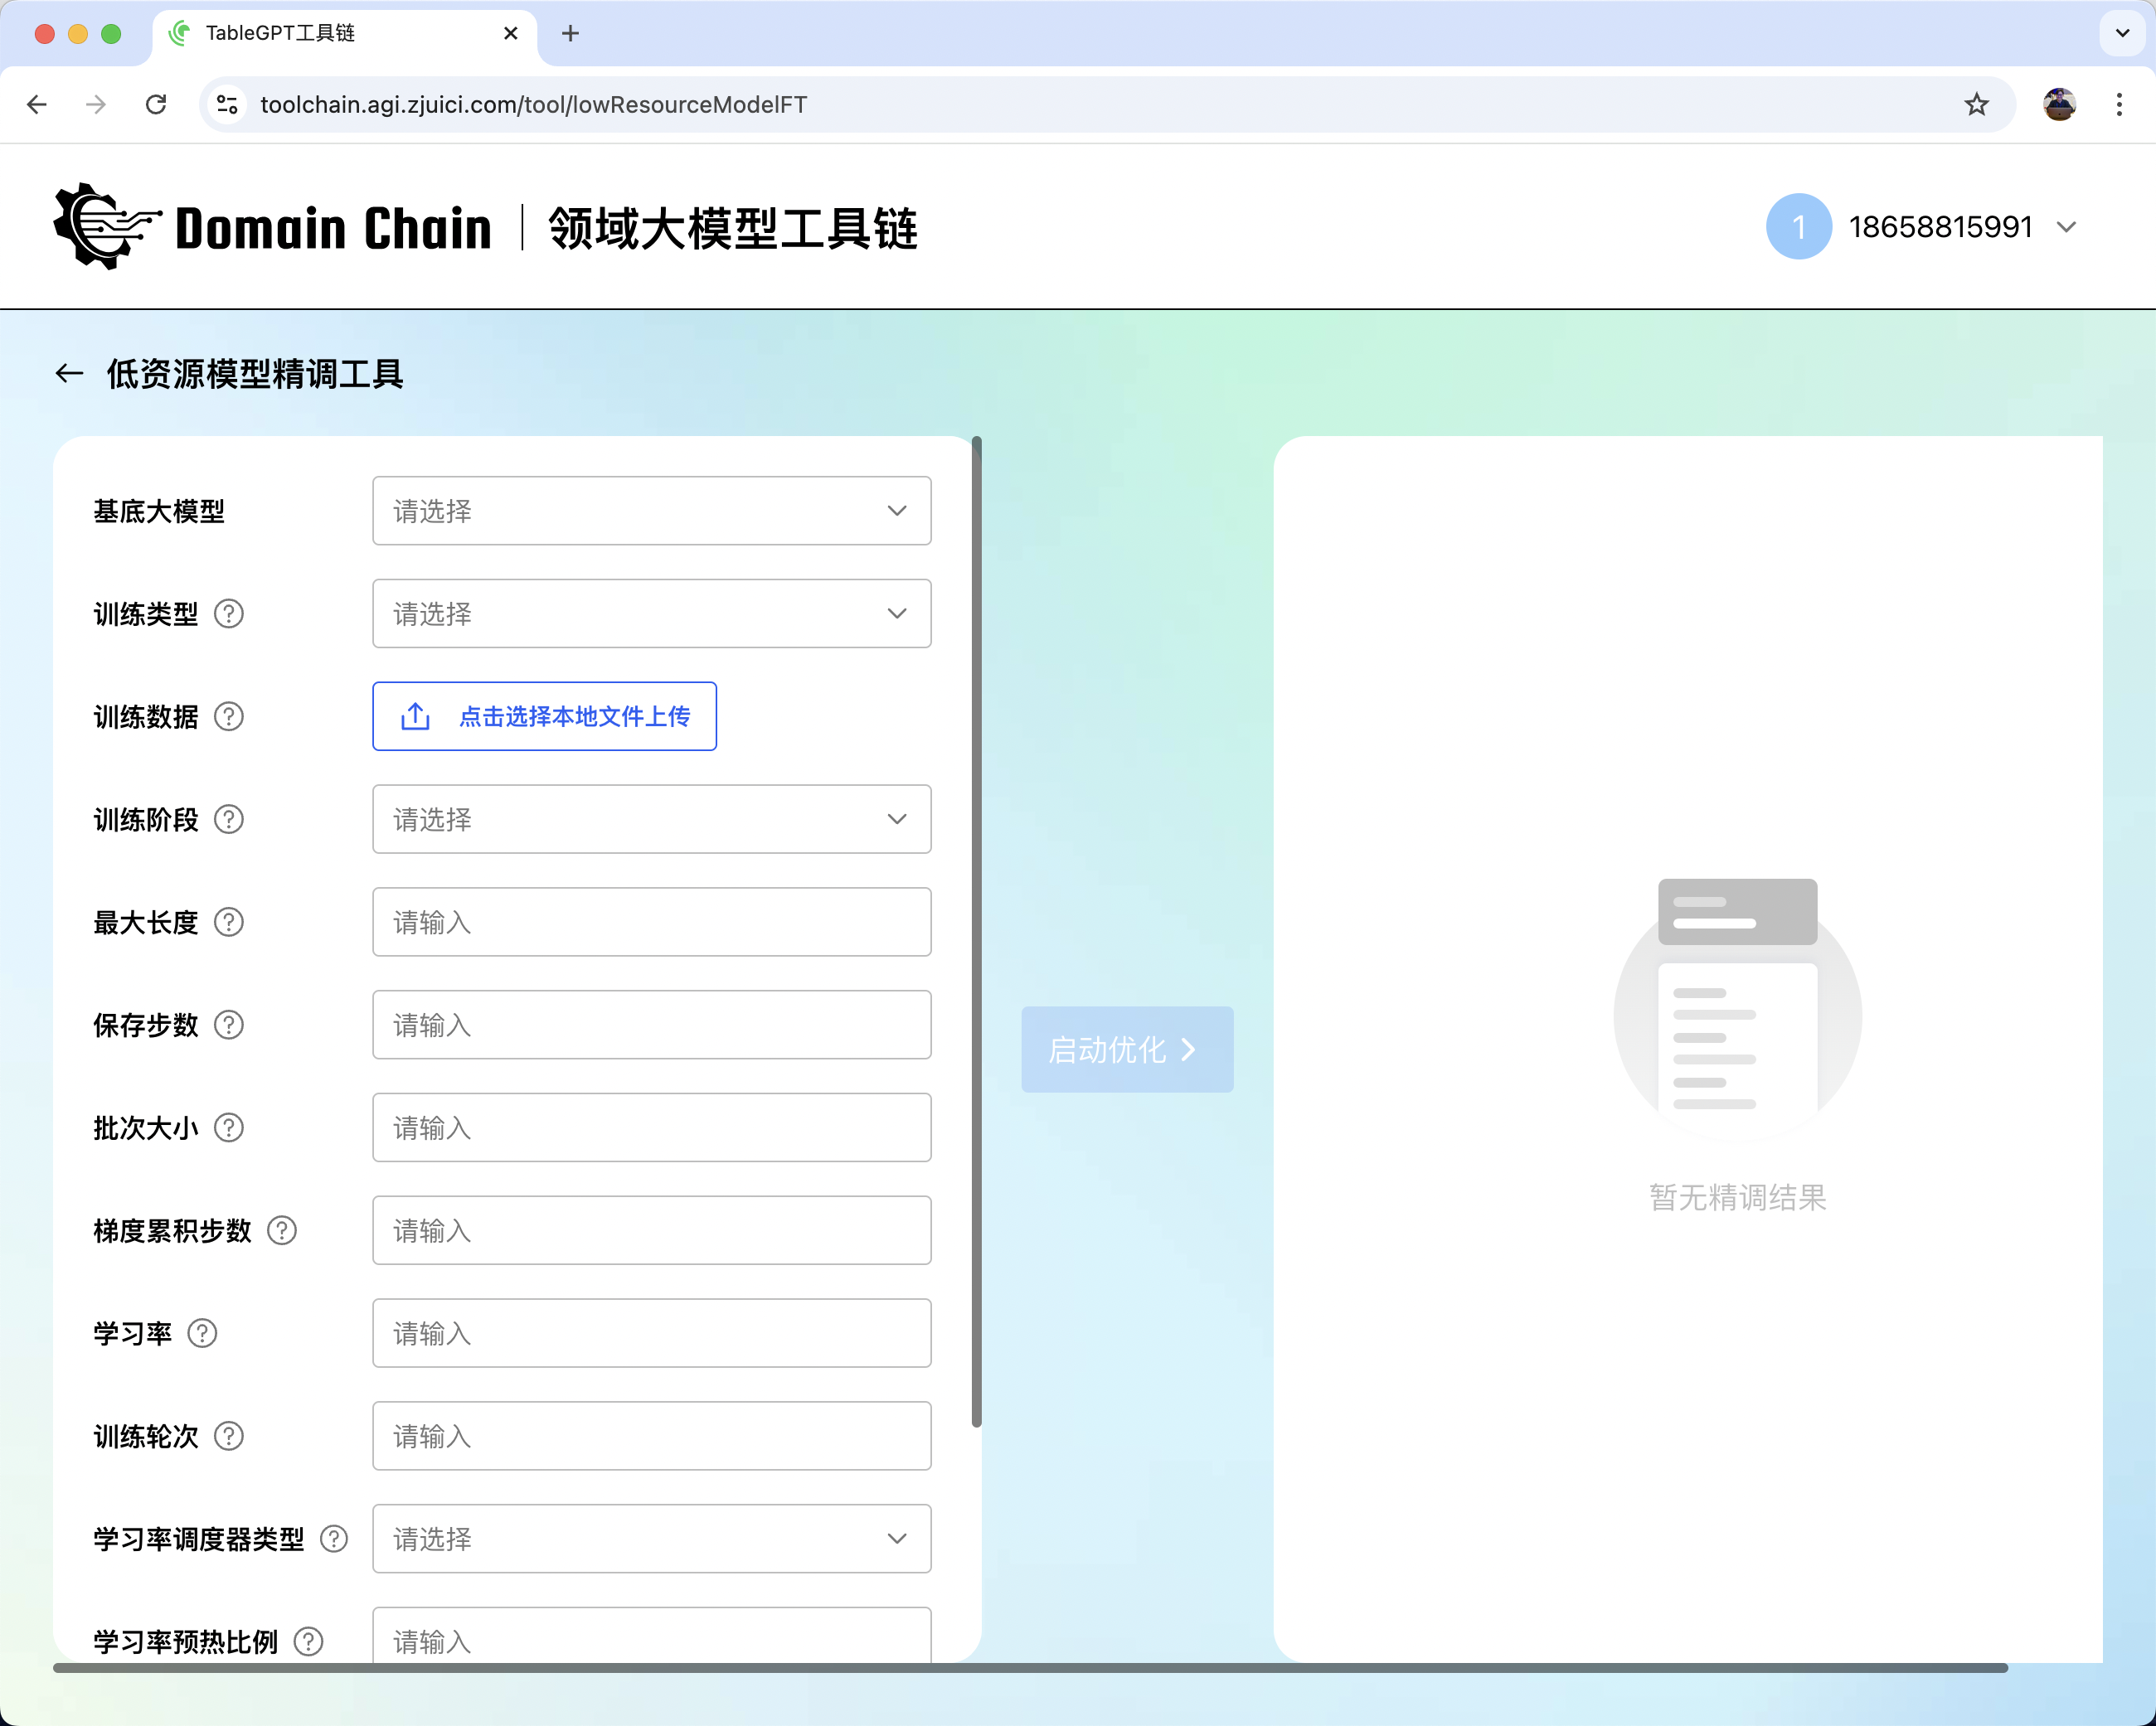 TableGPT工具链
toolchain.agi.zjuici.com/tool/lowResourceModelFT
Domain Chain
领域大模型工具链
1
18658815991
低资源模型精调工具
基底大模型
请选择
训练类型
请选择
训练数据
点击选择本地文件上传
训练阶段
请选择
最大长度
请输入
保存步数
请输入
批次大小
请输入
梯度累积步数
请输入
学习率
请输入
训练轮次
请输入
学习率调度器类型
请选择
学习率预热比例
请输入
启动优化
暂无精调结果